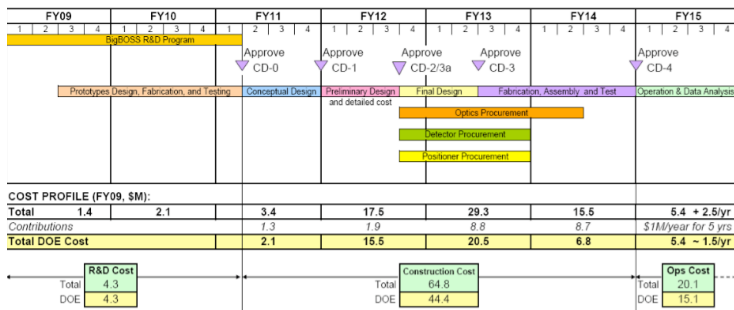 FY09 FY10 FY11 FY12 FY13 FY14 FY15
1 2 3 4 1 2 3 4 1 2 3 4 1 2 3 4 1 2 3 4 1 2 3 4 1 2 3 4
BigBOSS R&D Program
Approve Approve Approve Approve Approve
CD-0 CD-1 CD-2/3a CD-3 CD-4
Prototypes Design, Fabrication, and Testing Conceptual Design Preliminary Design Final Design Fabrication, Assembly and Test Operation & Data Analysis
and detailed cost
Optics Procurement
Detector Procurement
Positioner Procurement
COST PROFILE (FY09, $M):
Total 1.4 2.1 3.4 17.5 29.3 15.5 5.4 + 2.5/yr
Contributions 1.3 1.9 8.8 8.7 $1M/year for 5 yrs
Total DOE Cost 2.1 15.5 20.5 6.8 5.4 ~ 1.5/yr
R&D Cost Construction Cost Ops Cost
Total 4.3 Total 64.8 Total 20.1
DOE 4.3 DOE 44.4 DOE 15.1